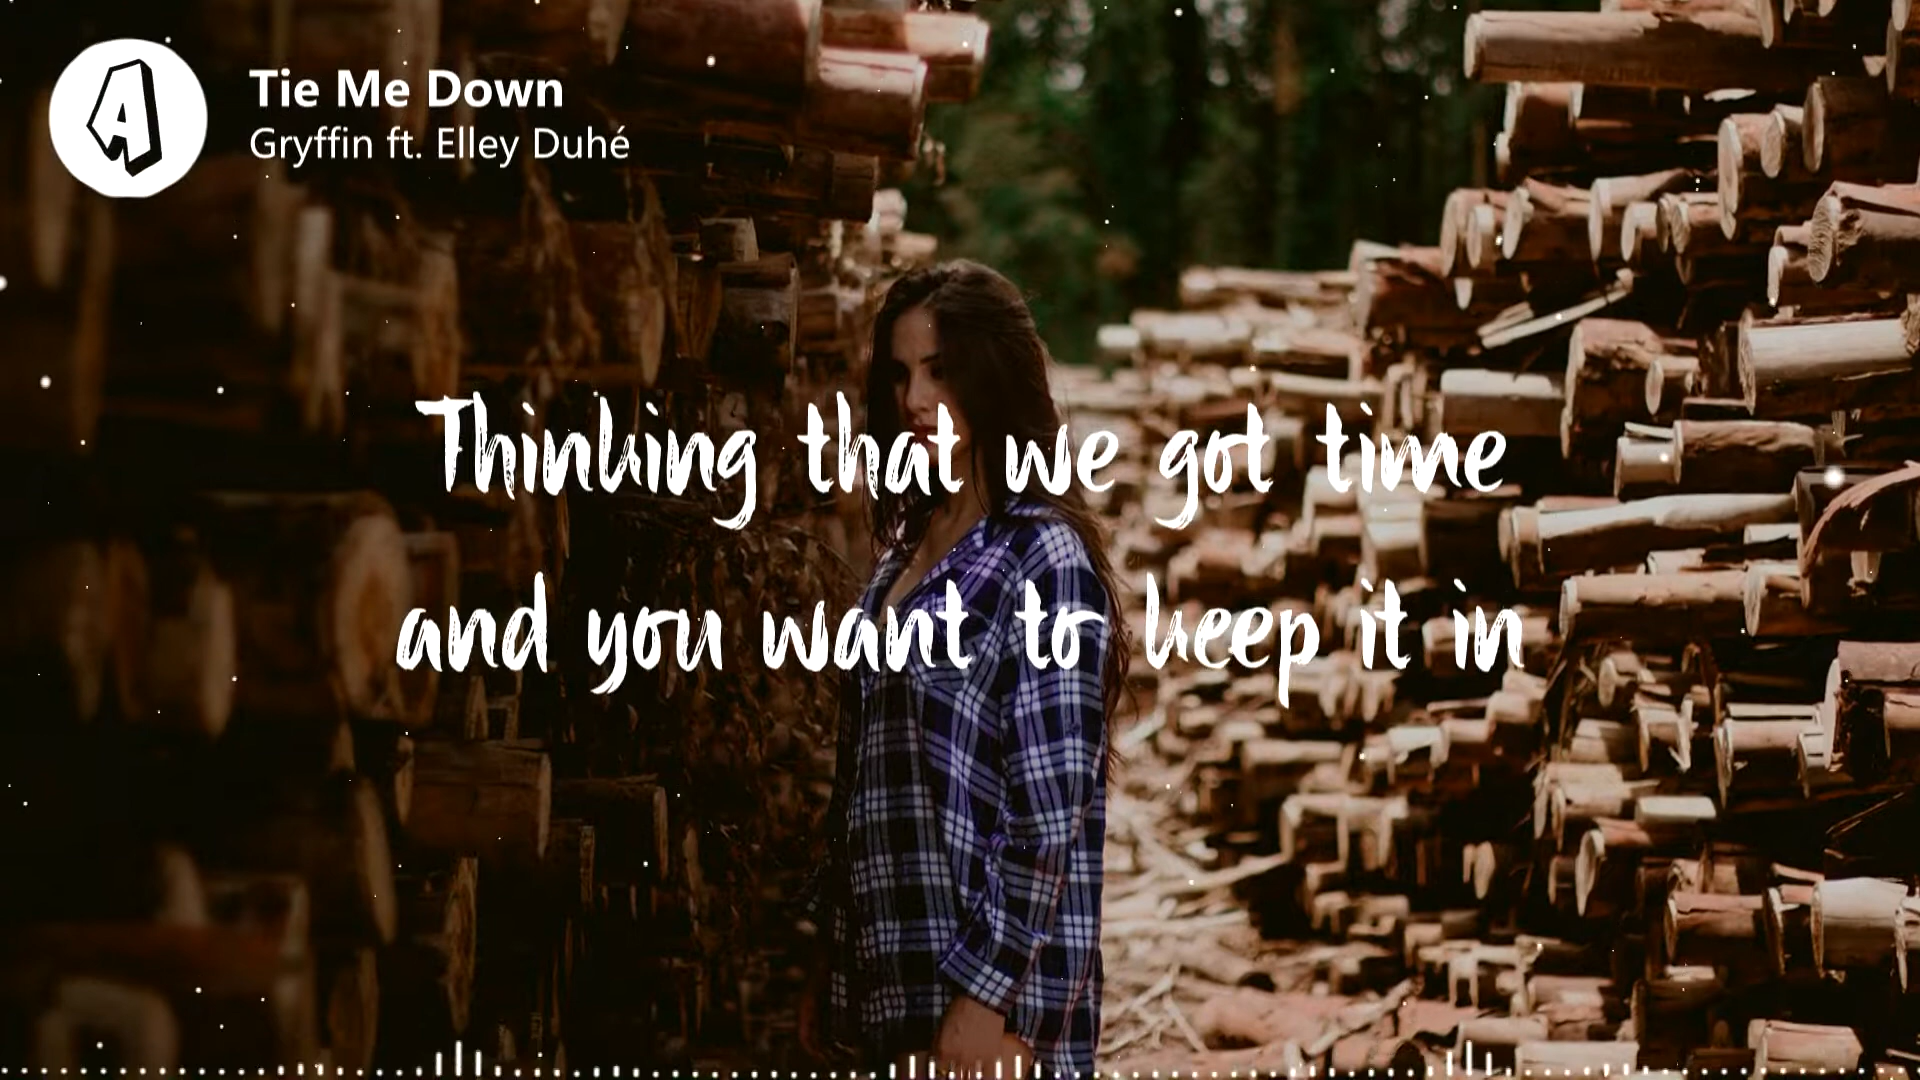 A
Tie Me Down
Gryffin ft. Elley Duhé
Thinking that we got time
and you want to keep it in